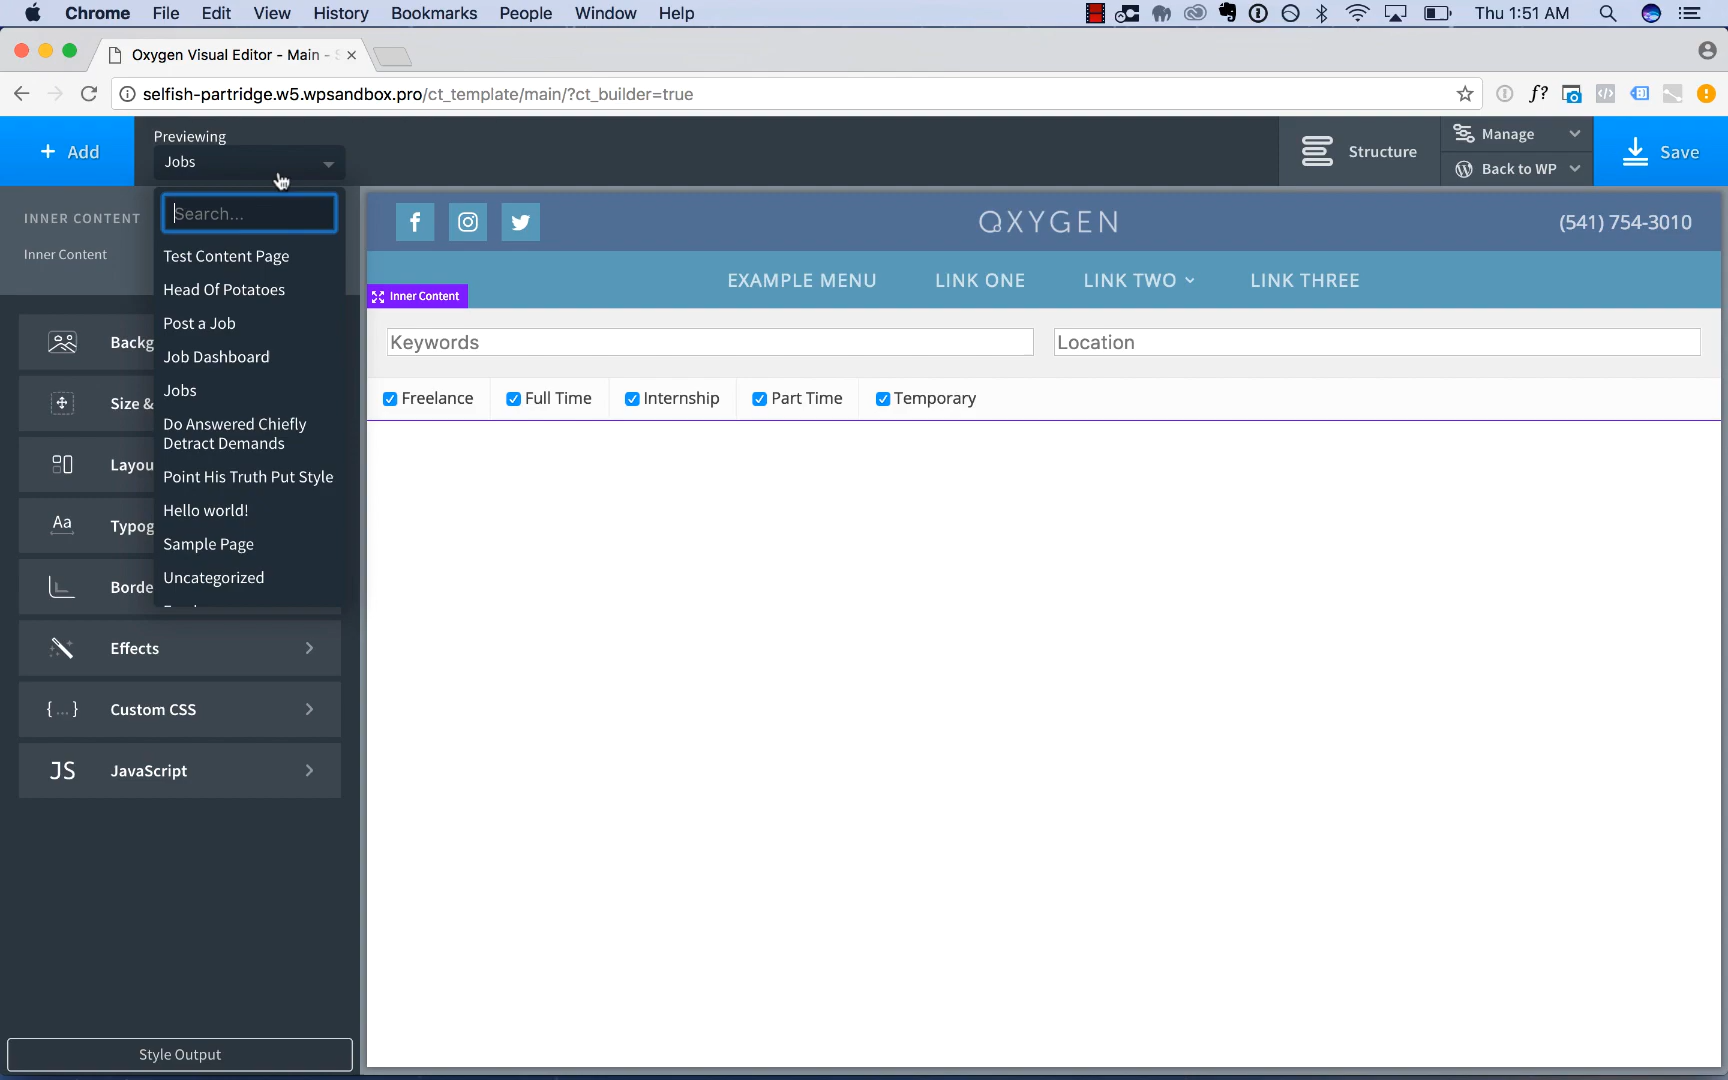 Chrome File Edit View History Bookmarks People Window Help Thu 1:51 AM
Oxygen Visual Editor - Main -
selfish-partridge.w5.wpsandbox.pro/ct_template/main/?ct_builder=true
f?
+ Add
Previewing
Jobs
Structure
Manage
Back to WP
Save
INNER CONTENT
Inner Content
Search...
Test Content Page
Head Of Potatoes
Post a Job
Job Dashboard
Jobs
Do Answered Chiefly
Detract Demands
Point His Truth Put Style
Hello world!
Sample Page
Uncategorized
Backg
Size &
Layou
Aa Typog
Borde
Effects
{...} Custom CSS
JS JavaScript
Style Output
OXYGEN
(541) 754-3010
EXAMPLE MENU LINK ONE LINK TWO LINK THREE
Inner Content
Keywords Location
Freelance Full Time Internship Part Time Temporary